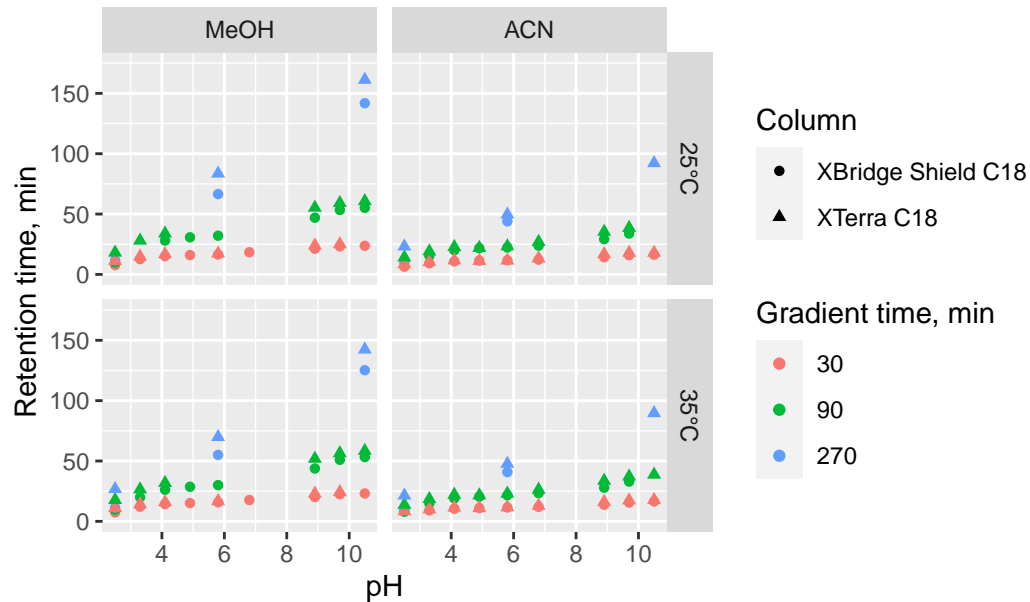 MeOH
ACN
Retention time, min
150
100
50
0
25°C
150
100
50
0
35°C
4
6
8
10
4
6
8
10
pH
Column
XBridge Shield C18
XTerra C18
Gradient time, min
30
90
270